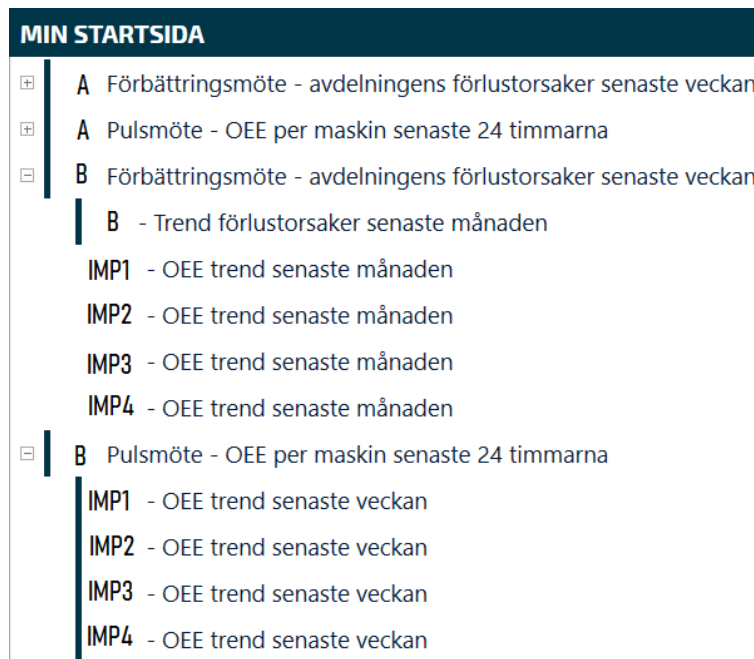 MIN STARTSIDA
A Förbättringsmöte - avdelningens förlustorsaker senaste veckan
A Pulsmöte - OEE per maskin senaste 24 timmarna
B Förbättringsmöte - avdelningens förlustorsaker senaste veckan
B - Trend förlustorsaker senaste månaden
IMP1 - OEE trend senaste månaden
IMP2 - OEE trend senaste månaden
IMP3 - OEE trend senaste månaden
IMP4 - OEE trend senaste månaden
B Pulsmöte - OEE per maskin senaste 24 timmarna
IMP1 - OEE trend senaste veckan
IMP2 - OEE trend senaste veckan
IMP3 - OEE trend senaste veckan
IMP4 - OEE trend senaste veckan